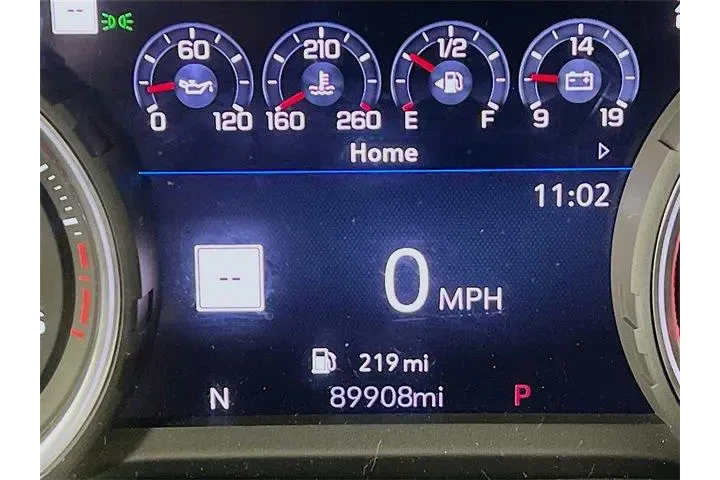 --
60 210 1/2 14
0 120 160 260 E F 9 19
Home
11:02
--
0 MPH
219 mi
N 89908mi P